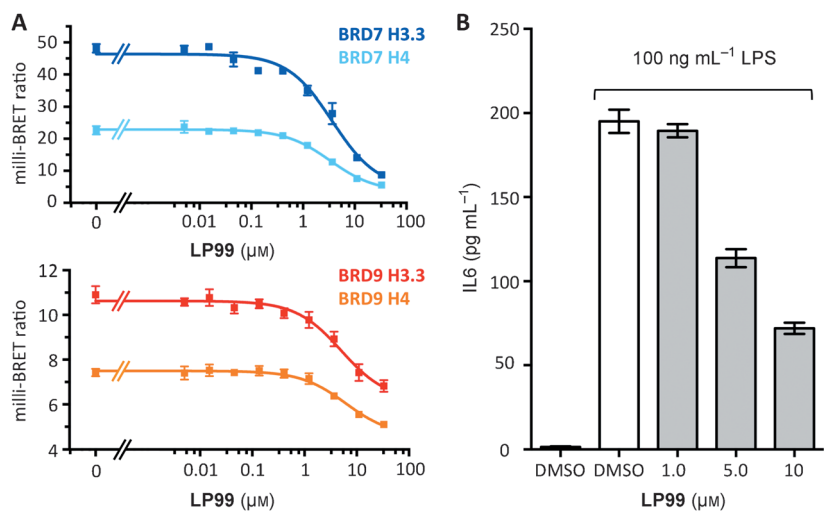 A
BRD7 H3.3
BRD7 H4
milli-BRET ratio
50
40
30
20
10
0
0 0.01 0.1 1 10 100
LP99 (µM)
BRD9 H3.3
BRD9 H4
milli-BRET ratio
12
10
8
6
4
0 0.01 0.1 1 10 100
LP99 (µM)
B
100 ng mL⁻¹ LPS
IL6 (pg mL⁻¹)
250
200
150
100
50
0
DMSO DMSO 1.0 5.0 10
LP99 (µM)